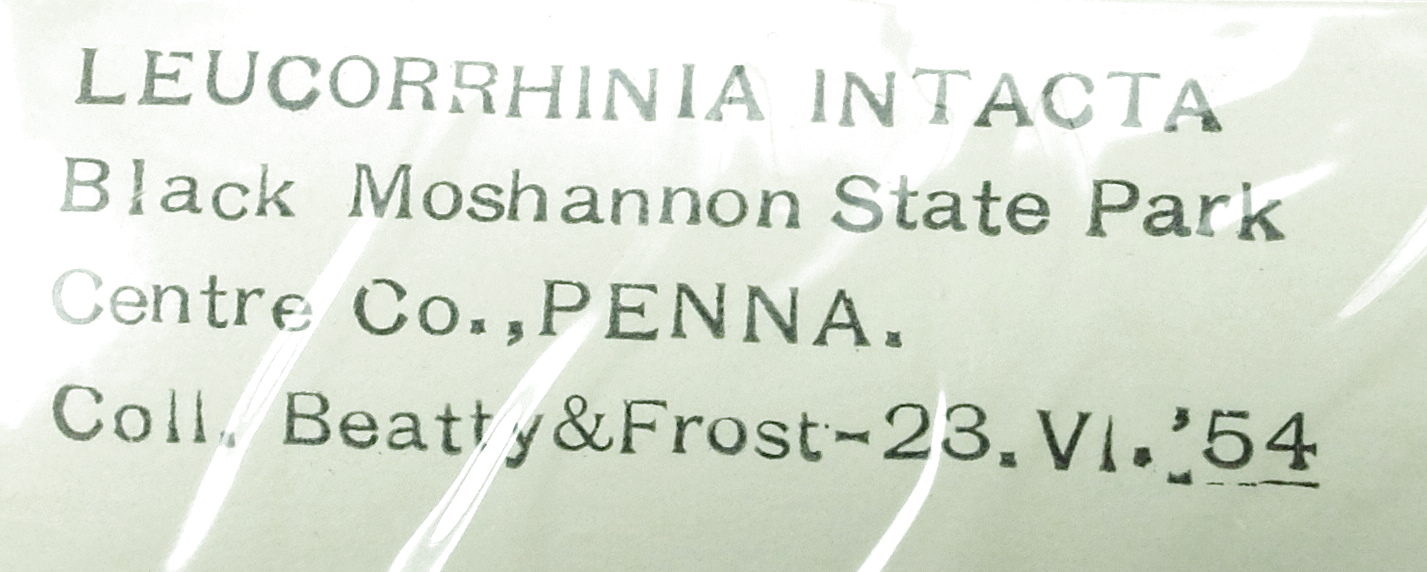 LEUCORRHINIA INTACTA
Black Moshannon State Park
Centre Co.,PENNA.
Coll. Beatty&Frost-23.VI.'54